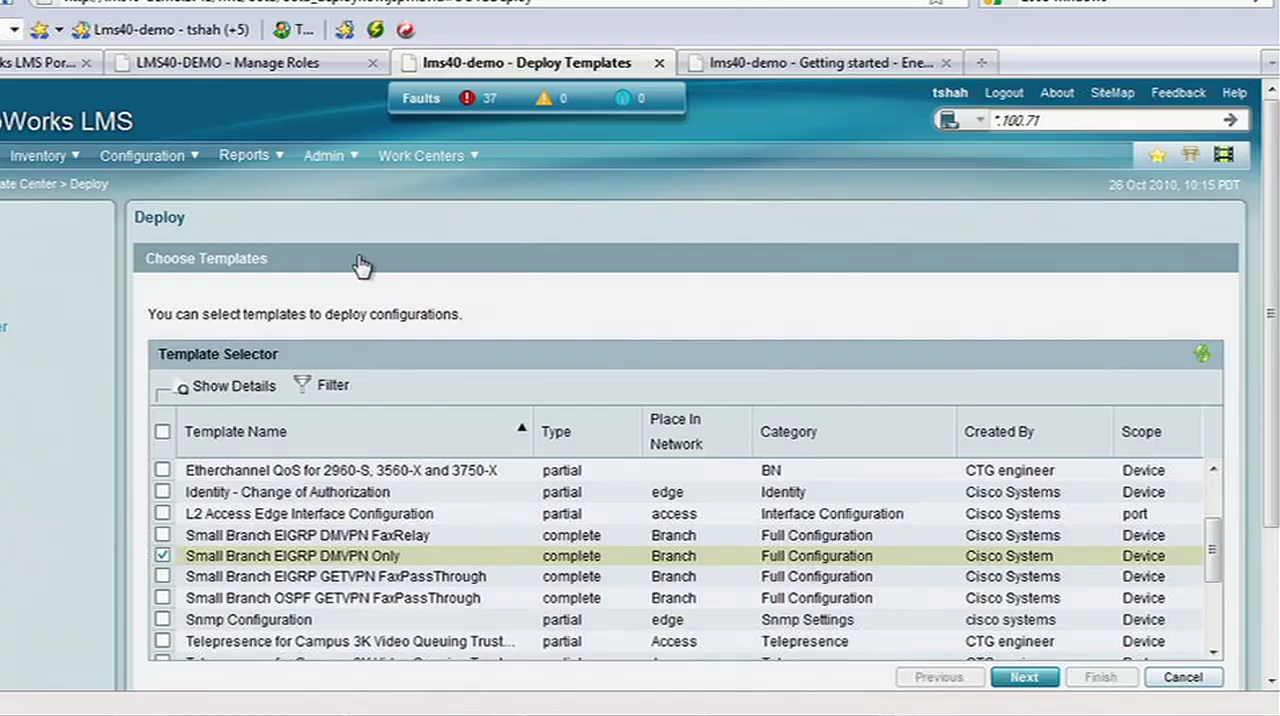 Lms40-demo - tshah (+5) T...
ks LMS Por... LMS40-DEMO - Manage Roles lms40-demo - Deploy Templates lms40-demo - Getting started - Ene...
Faults 37 0 0
tshah Logout About SiteMap Feedback Help
Works LMS
*.100.71
Inventory Configuration Reports Admin Work Centers
ate Center > Deploy
26 Oct 2010, 10:15 PDT
Deploy
Choose Templates
er
You can select templates to deploy configurations.
Template Selector
Show Details Filter
Template Name Type Place In Network Category Created By Scope
Etherchannel QoS for 2960-S, 3560-X and 3750-X partial BN CTG engineer Device
Identity - Change of Authorization partial edge Identity Cisco Systems Device
L2 Access Edge Interface Configuration partial access Interface Configuration Cisco Systems port
Small Branch EIGRP DMVPN FaxRelay complete Branch Full Configuration Cisco Systems Device
Small Branch EIGRP DMVPN Only complete Branch Full Configuration Cisco System Device
Small Branch EIGRP GETVPN FaxPassThrough complete Branch Full Configuration Cisco Systems Device
Small Branch OSPF GETVPN FaxPassThrough complete Branch Full Configuration Cisco Systems Device
Snmp Configuration partial edge Snmp Settings cisco systems Device
Telepresence for Campus 3K Video Queuing Trust... partial Access Telepresence CTG engineer Device
Previous Next Finish Cancel